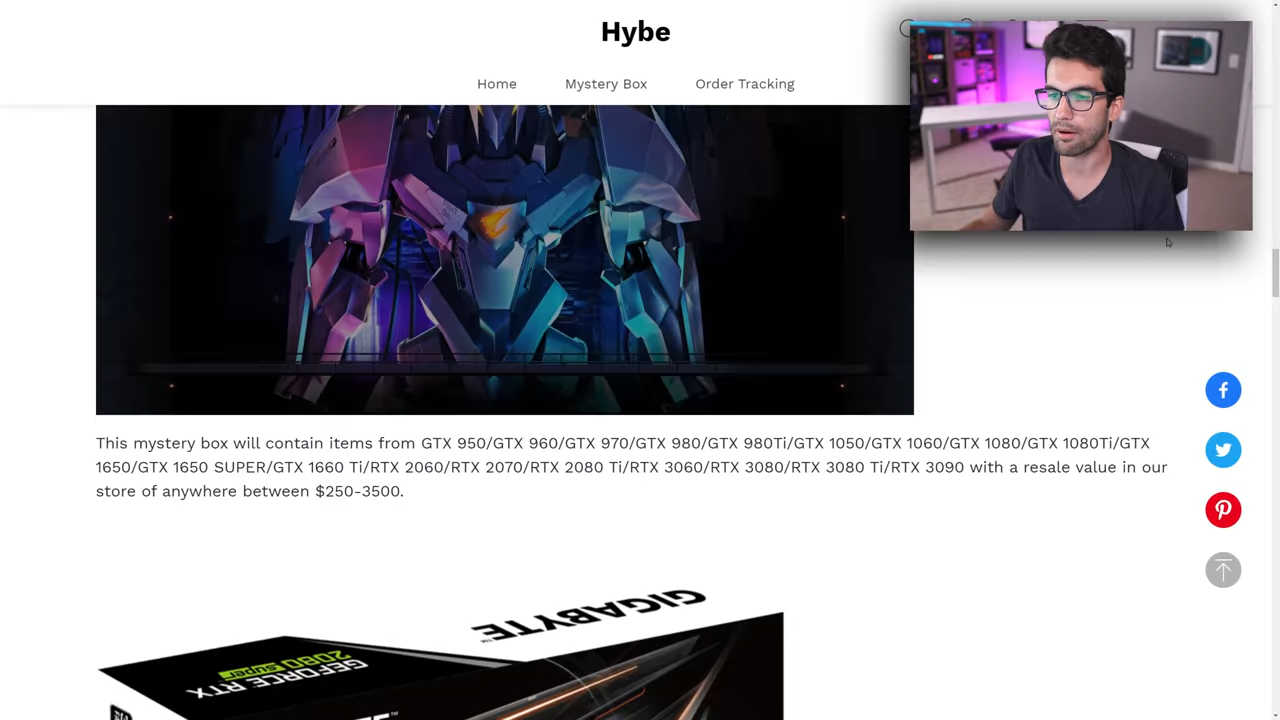 Hybe
Home Mystery Box Order Tracking
This mystery box will contain items from GTX 950/GTX 960/GTX 970/GTX 980/GTX 980Ti/GTX 1050/GTX 1060/GTX 1080/GTX 1080Ti/GTX
1650/GTX 1650 SUPER/GTX 1660 Ti/RTX 2060/RTX 2070/RTX 2080 Ti/RTX 3060/RTX 3080/RTX 3080 Ti/RTX 3090 with a resale value in our
store of anywhere between $250-3500.
GIGABYTE™
2080 SUPER
GEFORCE RTX